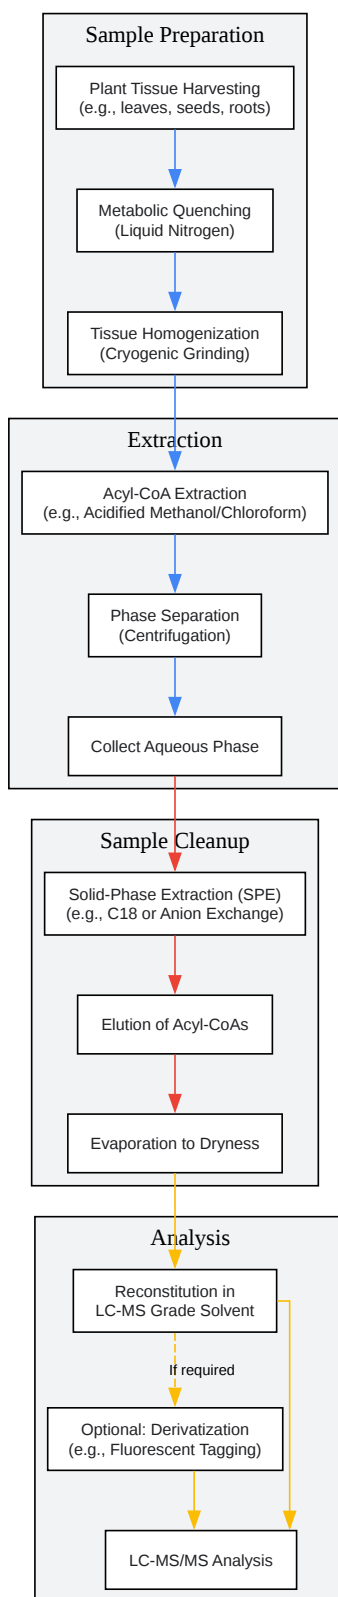 Sample Preparation
Plant Tissue Harvesting
(e.g., leaves, seeds, roots)
Metabolic Quenching
(Liquid Nitrogen)
Tissue Homogenization
(Cryogenic Grinding)
Extraction
Acyl-CoA Extraction
(e.g., Acidified Methanol/Chloroform)
Phase Separation
(Centrifugation)
Collect Aqueous Phase
Sample Cleanup
Solid-Phase Extraction (SPE)
(e.g., C18 or Anion Exchange)
Elution of Acyl-CoAs
Evaporation to Dryness
Analysis
Reconstitution in
LC-MS Grade Solvent
If required
Optional: Derivatization
(e.g., Fluorescent Tagging)
LC-MS/MS Analysis